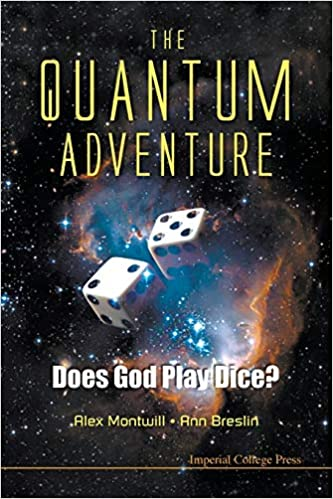 THE
QUANTUM
ADVENTURE
Does God Play Dice?
Alex Montwill • Ann Breslin
Imperial College Press